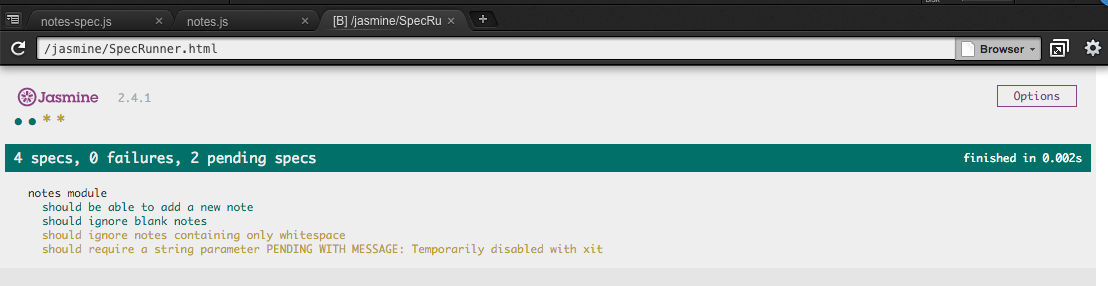 notes-spec.js × notes.js × [B] /jasmine/SpecRu × +
/jasmine/SpecRunner.html Browser
Jasmine 2.4.1 Options
••**
4 specs, 0 failures, 2 pending specs finished in 0.002s
notes module
should be able to add a new note
should ignore blank notes
should ignore notes containing only whitespace
should require a string parameter PENDING WITH MESSAGE: Temporarily disabled with xit